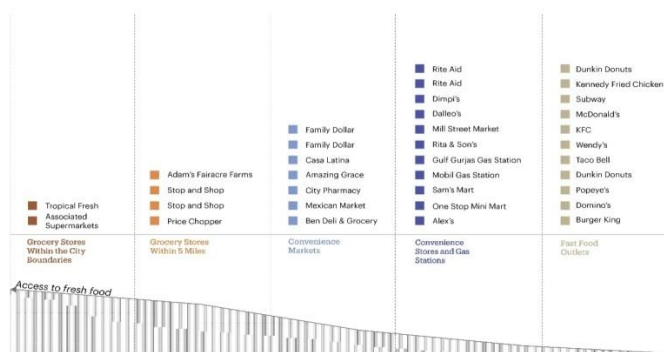 Tropical Fresh
Associated
Supermarkets
Grocery Stores
Within the City
Boundaries
Adam's Fairacre Farms
Stop and Shop
Stop and Shop
Price Chopper
Grocery Stores
Within 5 Miles
Family Dollar
Family Dollar
Casa Latina
Amazing Grace
City Pharmacy
Mexican Market
Ben Deli & Grocery
Convenience
Markets
Rite Aid
Rite Aid
Dimpi's
Dalleo's
Mill Street Market
Rita & Son's
Gulf Gurjas Gas Station
Mobil Gas Station
Sam's Mart
One Stop Mini Mart
Alex's
Convenience
Stores and Gas
Stations
Dunkin Donuts
Kennedy Fried Chicken
Subway
McDonald's
KFC
Wendy's
Taco Bell
Dunkin Donuts
Popeye's
Domino's
Burger King
Fast Food
Outlets
Access to fresh food